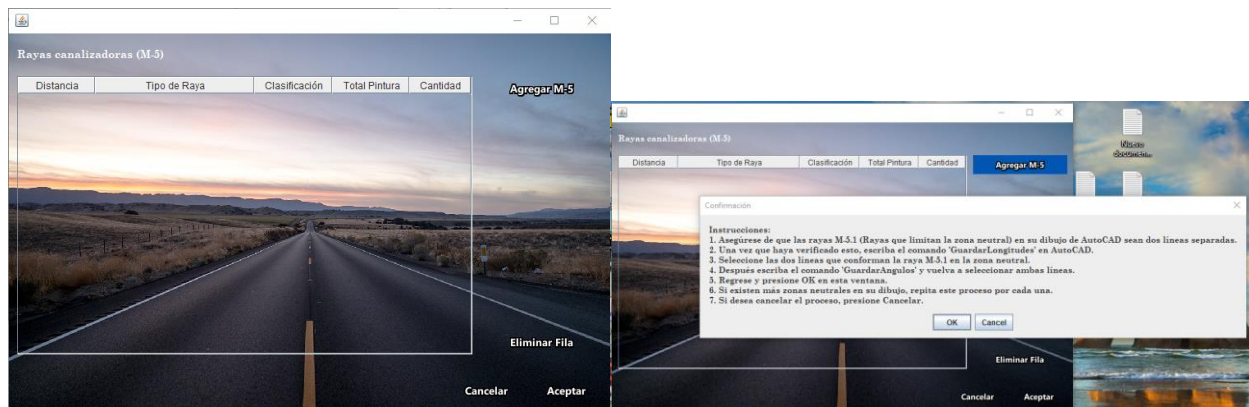 Rayas canalizadoras (M-5)
Distancia Tipo de Raya Clasificación Total Pintura Cantidad
Agregar M-5
Eliminar Fila
Cancelar Aceptar
Rayas canalizadoras (M-5)
Distancia Tipo de Raya Clasificación Total Pintura Cantidad
Agregar M-5
Nuevo
documen...
Confirmación
Instrucciones:
1. Asegúrese de que las rayas M-5.1 (Rayas que limitan la zona neutral) en su dibujo de AutoCAD sean dos líneas separadas.
2. Una vez que haya verificado esto, escriba el comando 'GuardarLongitudes' en AutoCAD.
3. Seleccione las dos líneas que conforman la raya M-5.1 en la zona neutral.
4. Después escriba el comando 'GuardarAngulos' y vuelva a seleccionar ambas líneas.
5. Regrese y presione OK en esta ventana.
6. Si existen más zonas neutrales en su dibujo, repita este proceso por cada una.
7. Si desea cancelar el proceso, presione Cancelar.
OK Cancel
Eliminar Fila
Cancelar Aceptar